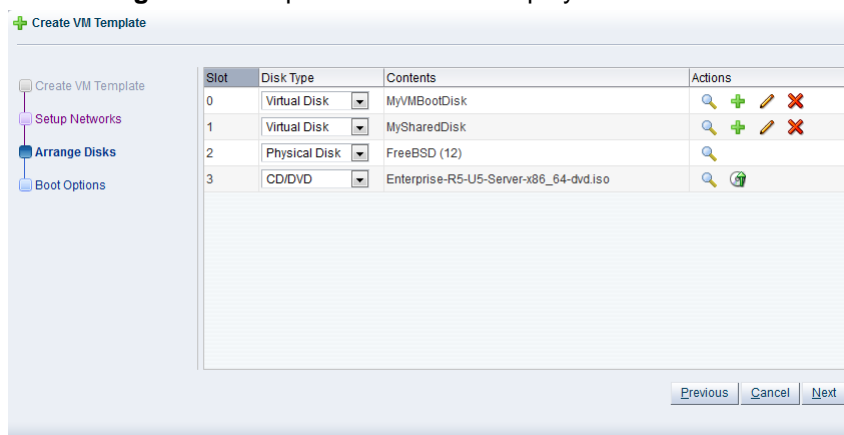 Create VM Template
Create VM Template
Setup Networks
Arrange Disks
Boot Options
Slot Disk Type Contents Actions
0 Virtual Disk MyVMBootDisk
1 Virtual Disk MySharedDisk
2 Physical Disk FreeBSD (12)
3 CD/DVD Enterprise-R5-U5-Server-x86_64-dvd.iso
Previous Cancel Next